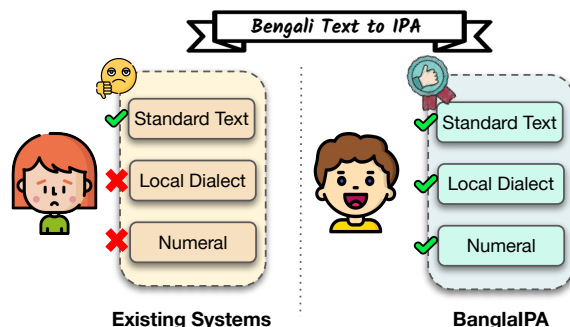 Bengali Text to IPA
Standard Text
Local Dialect
Numeral
Existing Systems
Standard Text
Local Dialect
Numeral
BanglaIPA